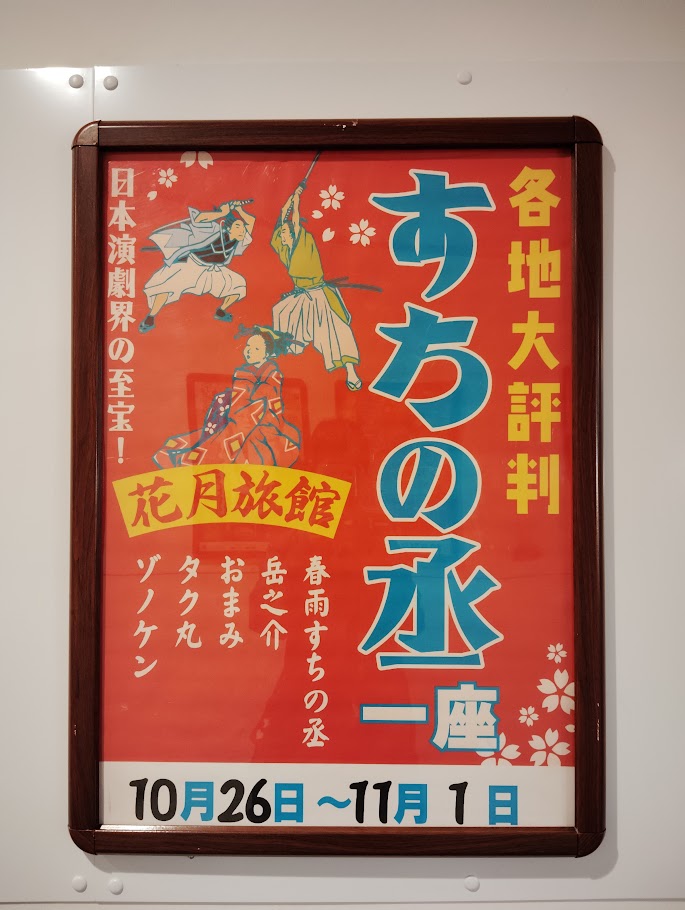 各地大評判
すちの丞
一座
日本演劇界の至宝!
花月旅館
春雨すちの丞
岳之介
おまみ
タク丸
ゾノケン
10月26日~11月1日